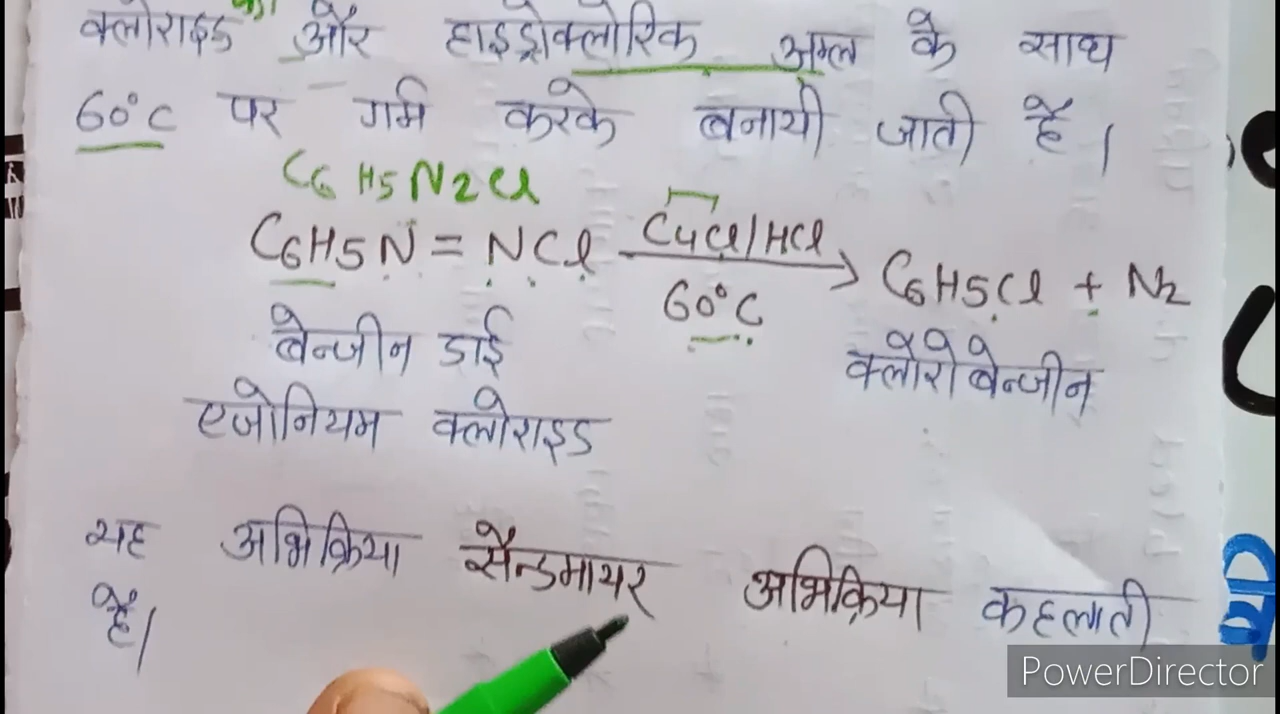 क्लोराइड का और हाइड्रोक्लोरिक अम्ल के साथ
60°C पर गर्म करके बनायी जाती है।
C6H5N2Cl
C6H5N = NCl CuCl/HCl 60°C → C6H5Cl + N2
बेन्जीन डाई
एजोनियम क्लोराइड
क्लोरोबेन्जीन
यह अभिक्रिया सैन्डमायर अभिक्रिया कहलाती
है।
PowerDirector